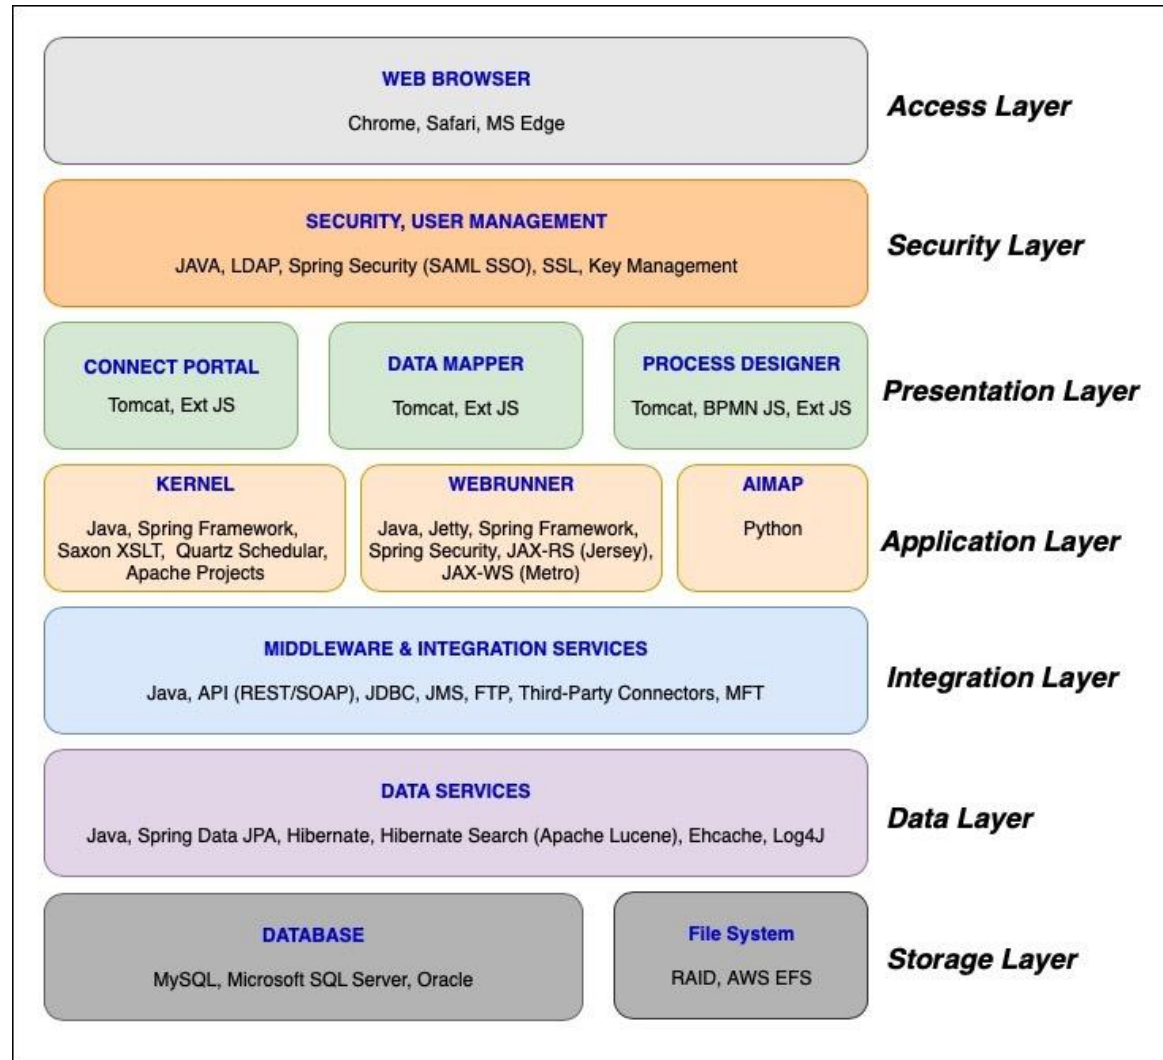 WEB BROWSER
Chrome, Safari, MS Edge
Access Layer
SECURITY, USER MANAGEMENT
JAVA, LDAP, Spring Security (SAML SSO), SSL, Key Management
Security Layer
CONNECT PORTAL
Tomcat, Ext JS
DATA MAPPER
Tomcat, Ext JS
PROCESS DESIGNER
Tomcat, BPMN JS, Ext JS
Presentation Layer
KERNEL
Java, Spring Framework,
Saxon XSLT, Quartz Schedular,
Apache Projects
WEBRUNNER
Java, Jetty, Spring Framework,
Spring Security, JAX-RS (Jersey),
JAX-WS (Metro)
AIMAP
Python
Application Layer
MIDDLEWARE & INTEGRATION SERVICES
Java, API (REST/SOAP), JDBC, JMS, FTP, Third-Party Connectors, MFT
Integration Layer
DATA SERVICES
Java, Spring Data JPA, Hibernate, Hibernate Search (Apache Lucene), Ehcache, Log4J
Data Layer
DATABASE
MySQL, Microsoft SQL Server, Oracle
File System
RAID, AWS EFS
Storage Layer